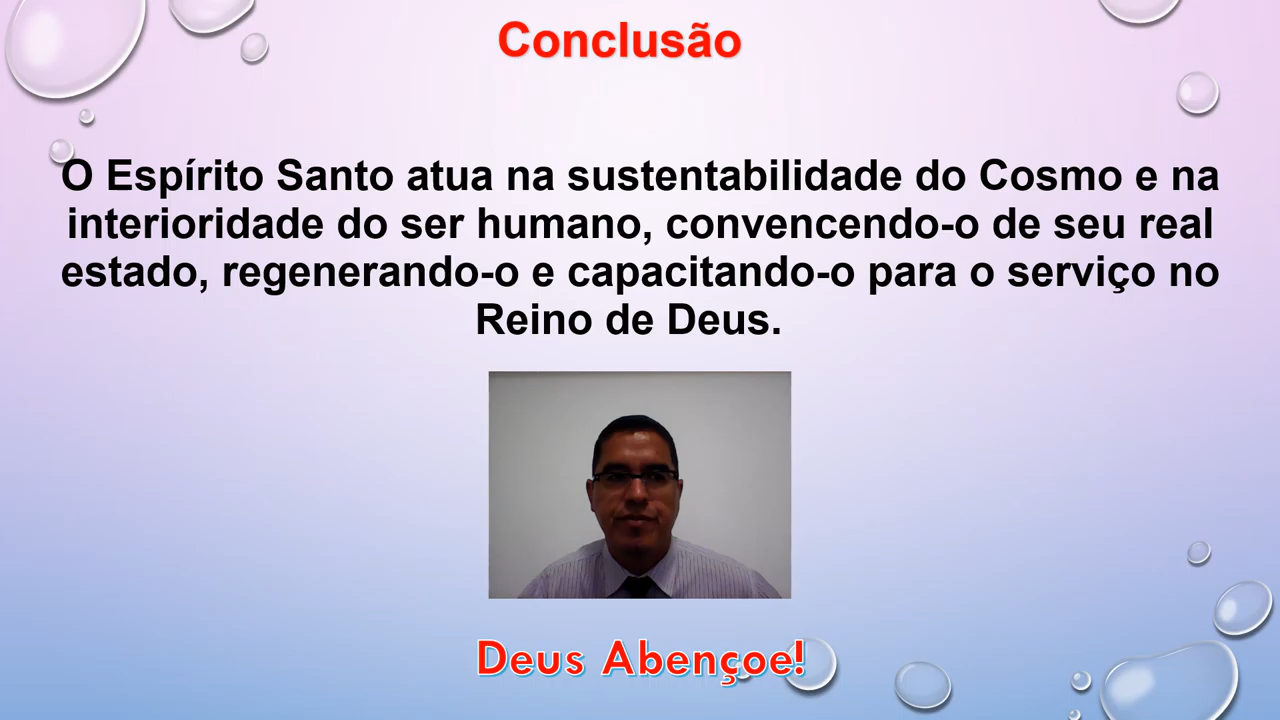 Conclusão
O Espírito Santo atua na sustentabilidade do Cosmo e na
interioridade do ser humano, convencendo-o de seu real
estado, regenerando-o e capacitando-o para o serviço no
Reino de Deus.
Deus Abençoe!